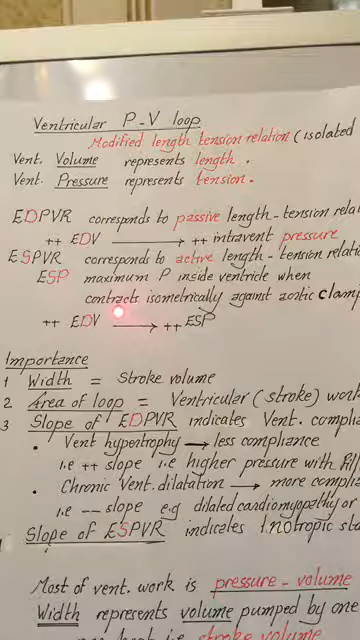 Ventricular P-V loop
Modified length tension relation (isolated
Vent. Volume represents length.
Vent. Pressure represents tension.
EDPVR corresponds to passive length-tension rela
++ EDV → ++ intravent pressure
ESPVR corresponds to active length-tension relat
ESP maximum P inside ventricle when
contracts isometrically against aortic clamp
++ EDV → ++ ESP
Importance
1 Width = Stroke volume
2 Area of loop = Ventricular (stroke) work
3 Slope of EDPVR indicates Vent. complia
• Vent hypertrophy → less compliance
i.e ++ slope i.e higher pressure with fill
• Chronic Vent. dilatation → more complia
i.e -- slope e.g dilated cardiomyopathy or
Slope of ESPVR indicates Inotropic sta
Most of vent. work is pressure-volume
Width represents volume pumped by one
i.e stroke volume